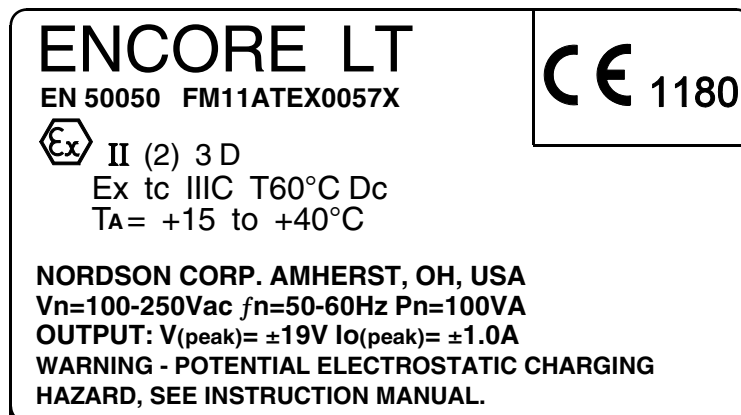 ENCORE LT
EN 50050 FM11ATEX0057X
CE 1180
Ex II (2) 3 D
Ex tc IIIC T60°C Dc
TA= +15 to +40°C
NORDSON CORP. AMHERST, OH, USA
Vn=100-250Vac ƒn=50-60Hz Pn=100VA
OUTPUT: V(peak)= ±19V Io(peak)= ±1.0A
WARNING - POTENTIAL ELECTROSTATIC CHARGING
HAZARD, SEE INSTRUCTION MANUAL.